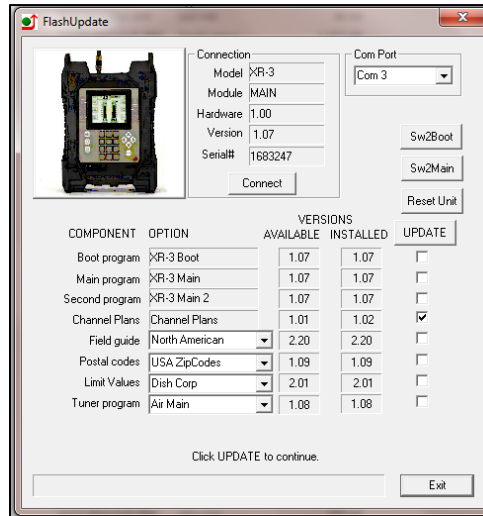 FlashUpdate
Connection
Model XR-3
Module MAIN
Hardware 1.00
Version 1.07
Serial# 1683247
Connect
Com Port
Com 3
Sw2Boot
Sw2Main
Reset Unit
VERSIONS
COMPONENT OPTION AVAILABLE INSTALLED UPDATE
Boot program XR-3 Boot 1.07 1.07
Main program XR-3 Main 1.07 1.07
Second program XR-3 Main 2 1.07 1.07
Channel Plans Channel Plans 1.01 1.02
Field guide North American 2.20 2.20
Postal codes USA ZipCodes 1.09 1.09
Limit Values Dish Corp 2.01 2.01
Tuner program Air Main 1.08 1.08
Click UPDATE to continue.
Exit